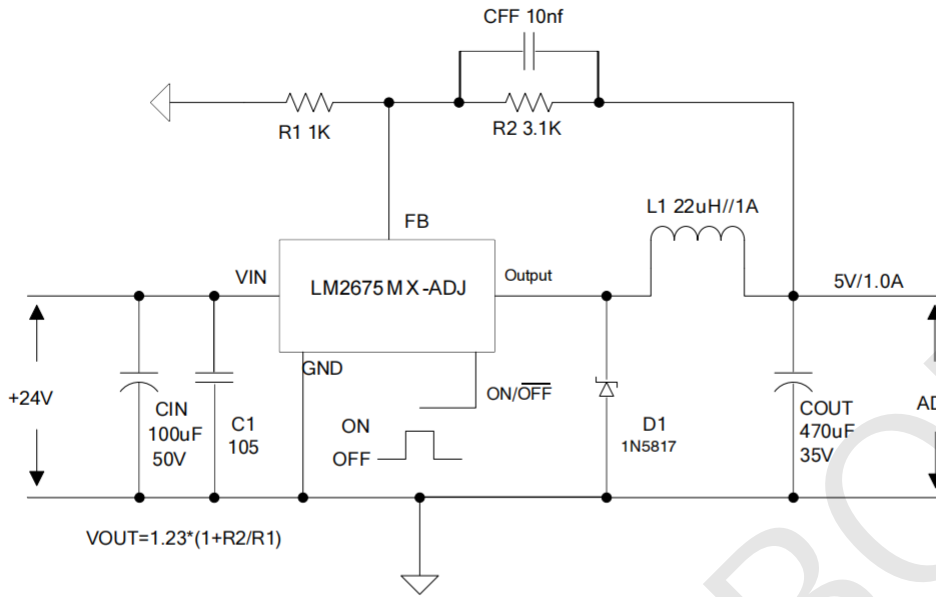 CFF 10nf
R1 1K
R2 3.1K
L1 22uH//1A
FB
VIN
LM2675MX-ADJ
Output
5V/1.0A
GND
+24V
CIN
100uF
50V
C1
105
ON/OFF
ON
OFF
D1
1N5817
COUT
470uF
35V
VOUT=1.23*(1+R2/R1)